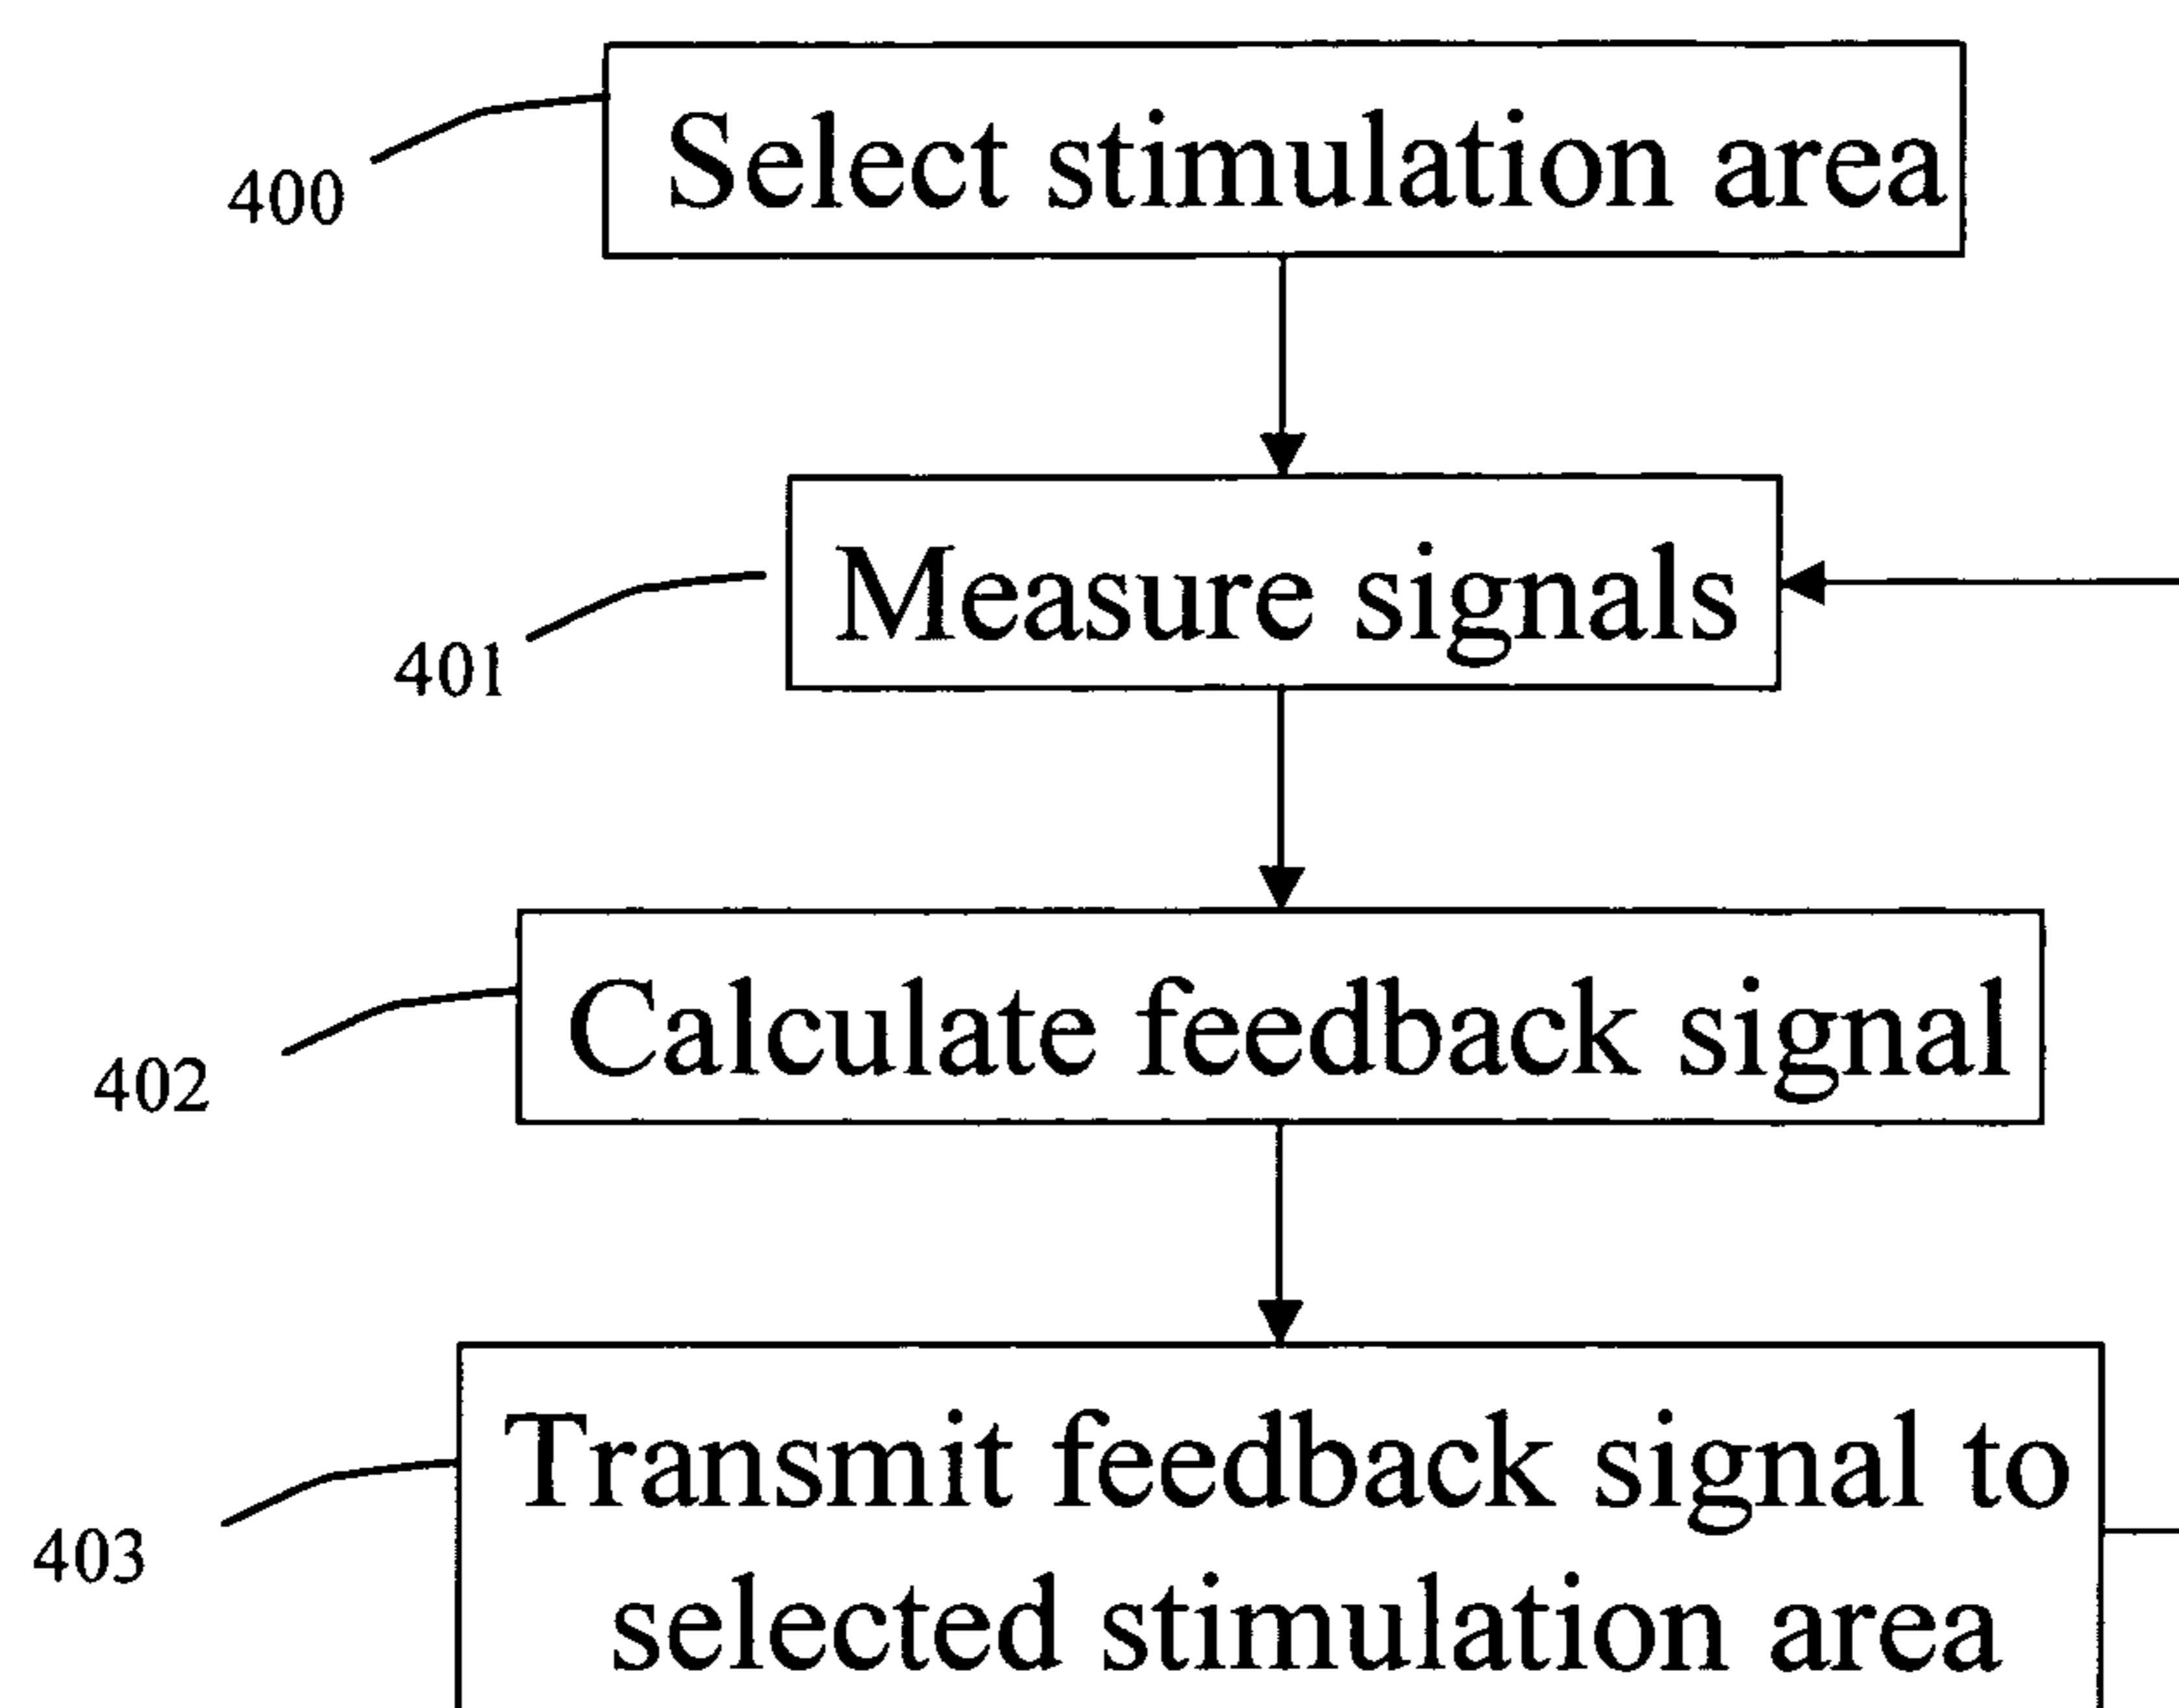 Select stimulation area
400
Measure signals
401
Calculate feedback signal
402
Transmit feedback signal to
403
selected stimulation area